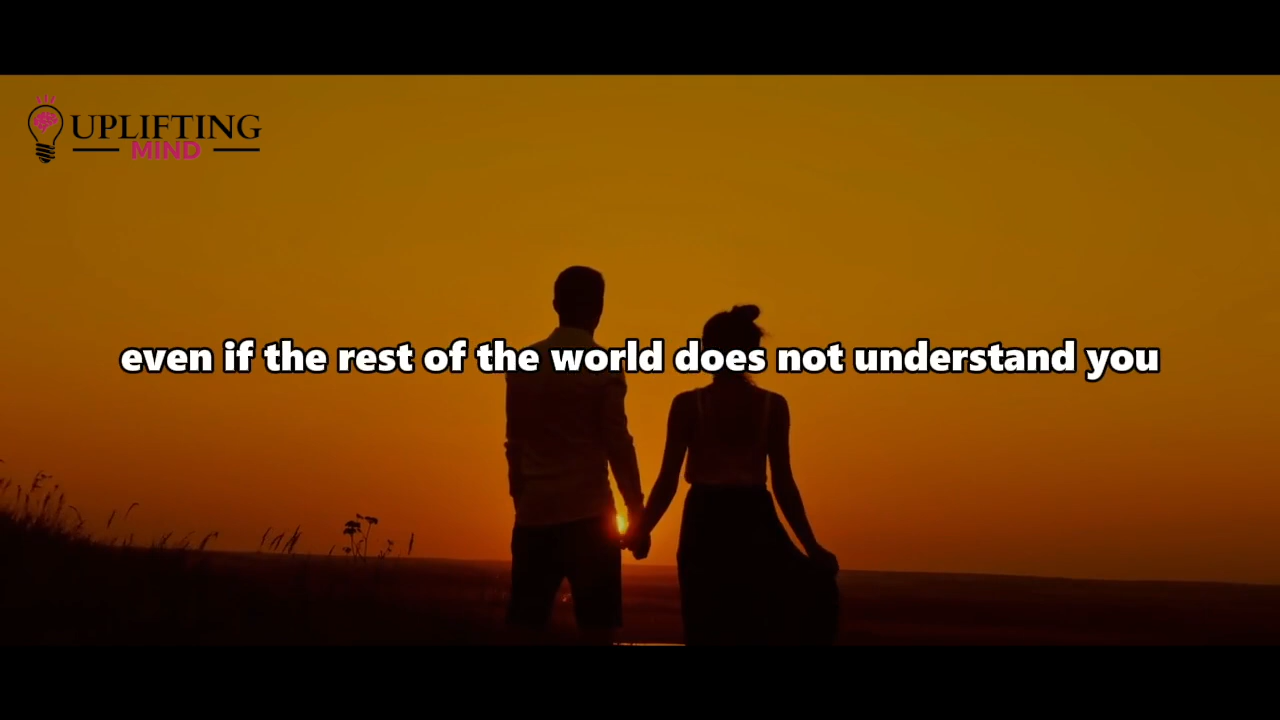 UPLIFTING
MIND
even if the rest of the world does not understand you